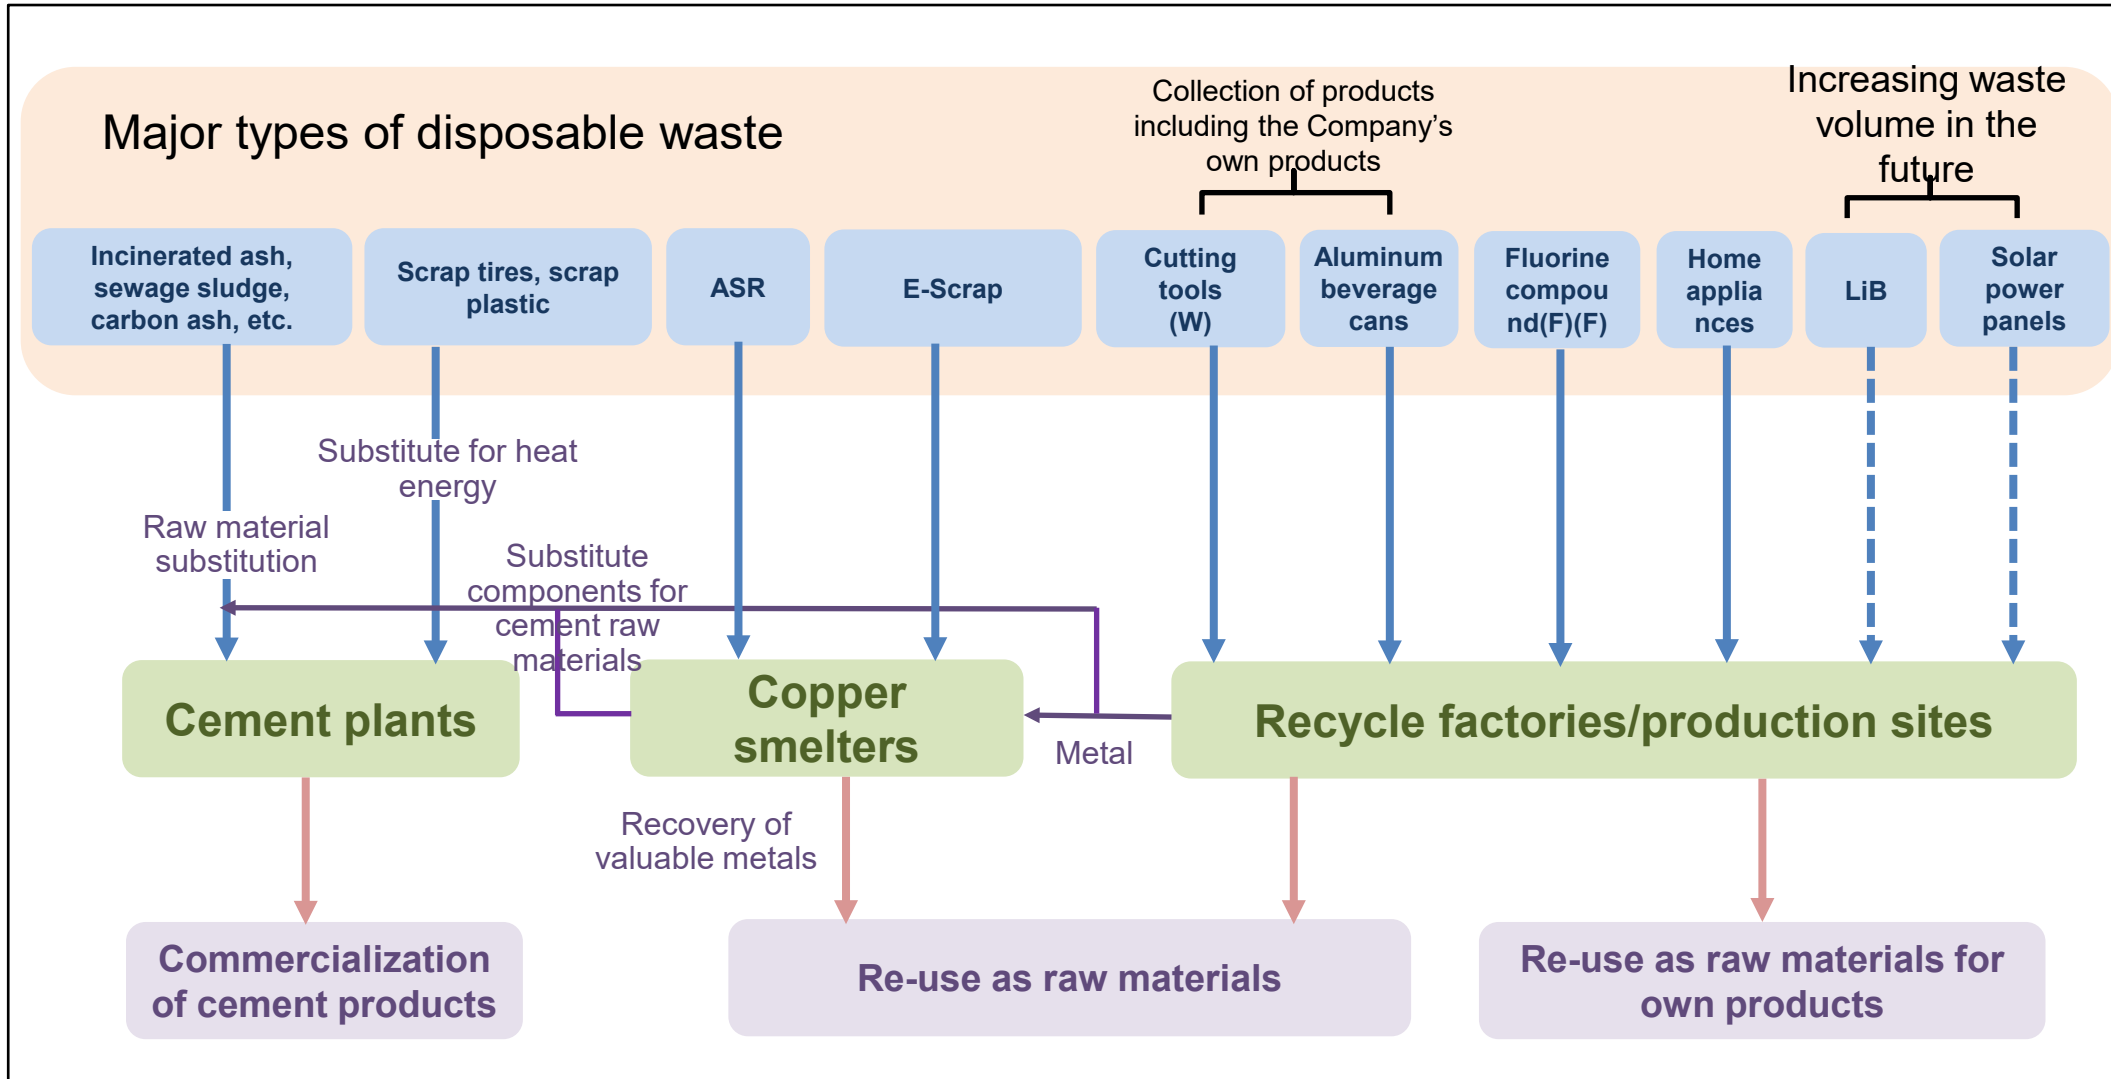 Major types of disposable waste
Collection of products
including the Company’s
own products
Increasing waste
volume in the
future
Incinerated ash,
sewage sludge,
carbon ash, etc.
Scrap tires, scrap
plastic
ASR
E-Scrap
Cutting
tools
(W)
Aluminum
beverage
cans
Fluorine
compou
nd(F)(F)
Home
applia
nces
LiB
Solar
power
panels
Substitute for heat
energy
Raw material
substitution
Substitute
components for
cement raw
materials
Cement plants
Copper
smelters
Recycle factories/production sites
Metal
Recovery of
valuable metals
Commercialization
of cement products
Re-use as raw materials
Re-use as raw materials for
own products